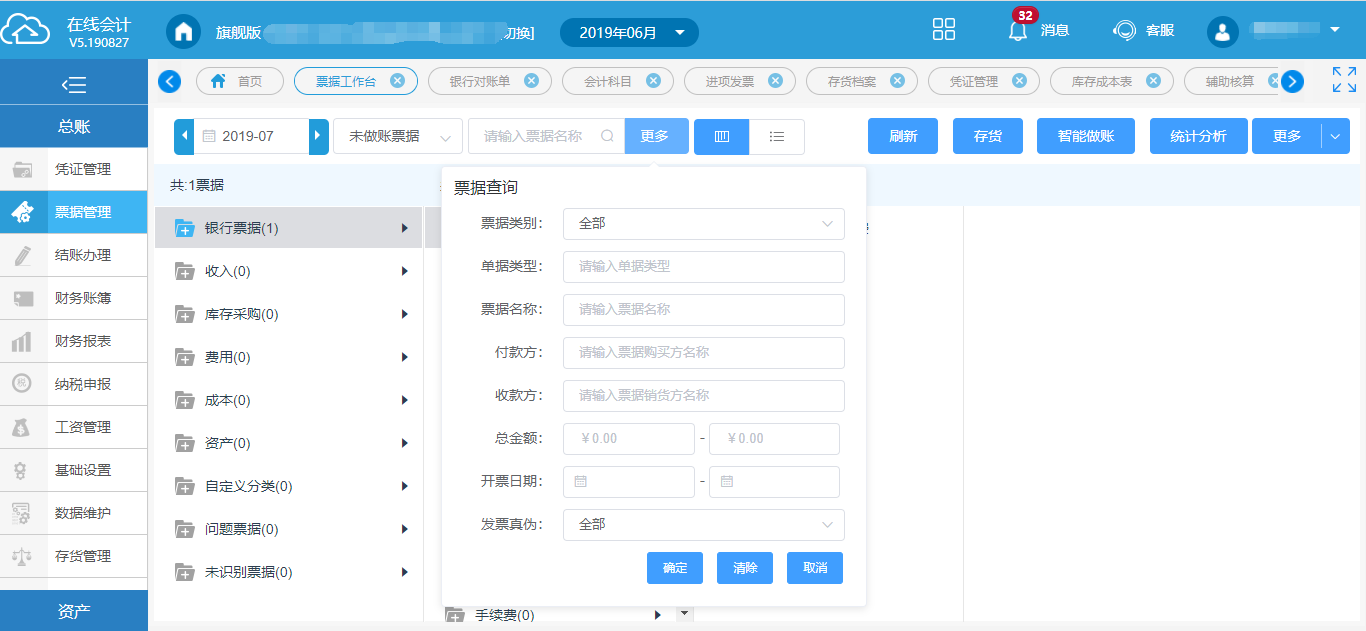 在线会计
V5.190827
旗舰版
切换]
2019年06月
32
消息
客服
首页
票据工作台
银行对账单
会计科目
进项发票
存货档案
凭证管理
库存成本表
辅助核算
总账
凭证管理
票据管理
结账办理
财务账簿
财务报表
纳税申报
工资管理
基础设置
数据维护
存货管理
资产
2019-07
未做账票据
请输入票据名称
更多
刷新
存货
智能做账
统计分析
更多
共:1票据
银行票据(1)
收入(0)
库存采购(0)
费用(0)
成本(0)
资产(0)
自定义分类(0)
问题票据(0)
未识别票据(0)
票据查询
票据类别：
全部
单据类型：
请输入单据类型
票据名称：
请输入票据名称
付款方：
请输入票据购买方名称
收款方：
请输入票据销货方名称
总金额：
￥0.00
-
￥0.00
开票日期：
-
发票真伪：
全部
确定
清除
取消
手续费(0)